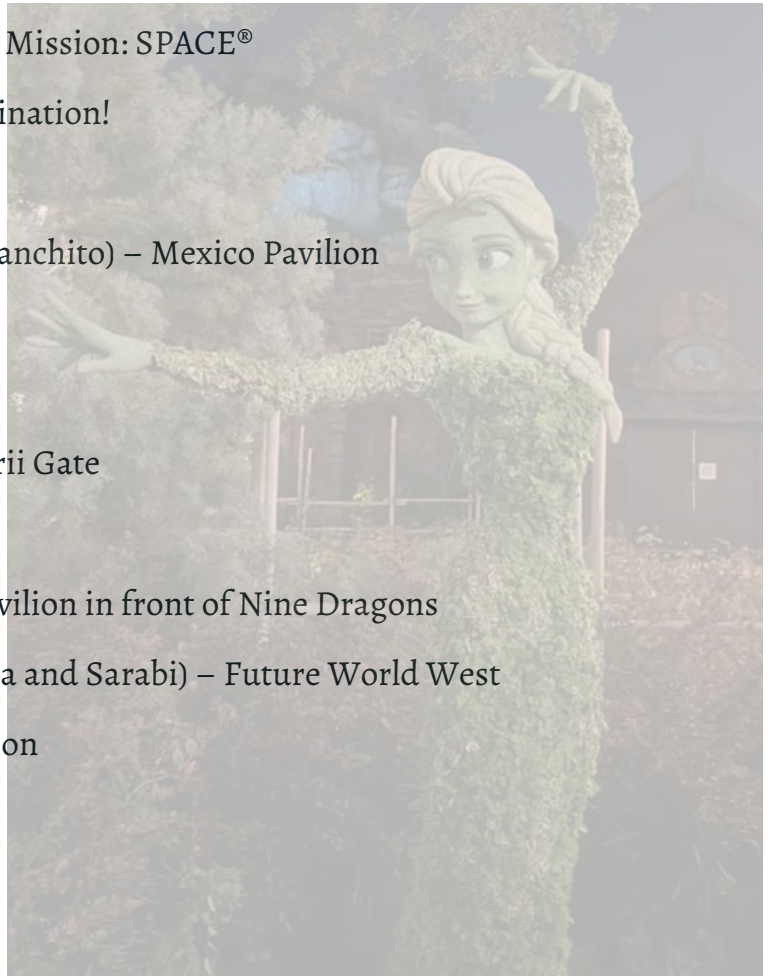 Mission: SPACE®
ination!
anchito) – Mexico Pavilion
rii Gate
vilion in front of Nine Dragons
a and Sarabi) – Future World West
on